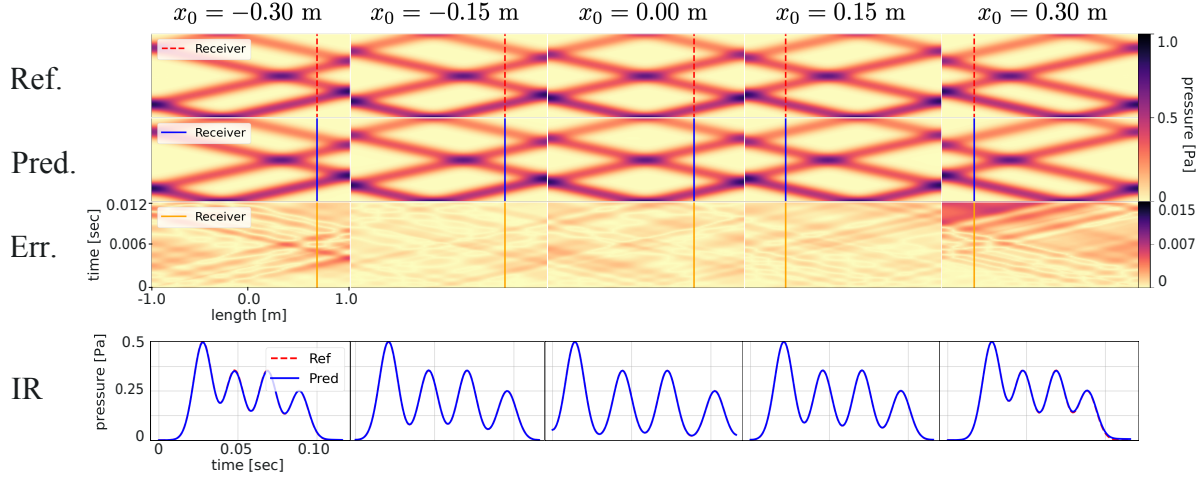 x₀ = −0.30 m x₀ = −0.15 m x₀ = 0.00 m x₀ = 0.15 m x₀ = 0.30 m
Ref.
Receiver
1.0
0.5
0
pressure [Pa]
Pred.
Receiver
Err.
time [sec]
0.012
0.006
0
Receiver
0.015
0.007
0
-1.0 0.0 1.0
length [m]
IR
pressure [Pa]
0.5
0.25
0
Ref
Pred
0 0.05 0.10
time [sec]